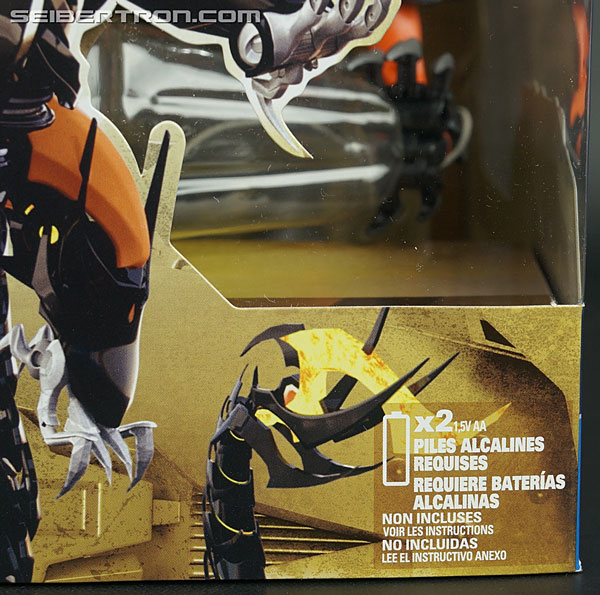 SEIBERTRON.COM
x2 1,5V AA
PILES ALCALINES
REQUISES
REQUIERE BATERÍAS
ALCALINAS
NON INCLUSES
VOIR LES INSTRUCTIONS
NO INCLUIDAS
LEE EL INSTRUCTIVO ANEXO